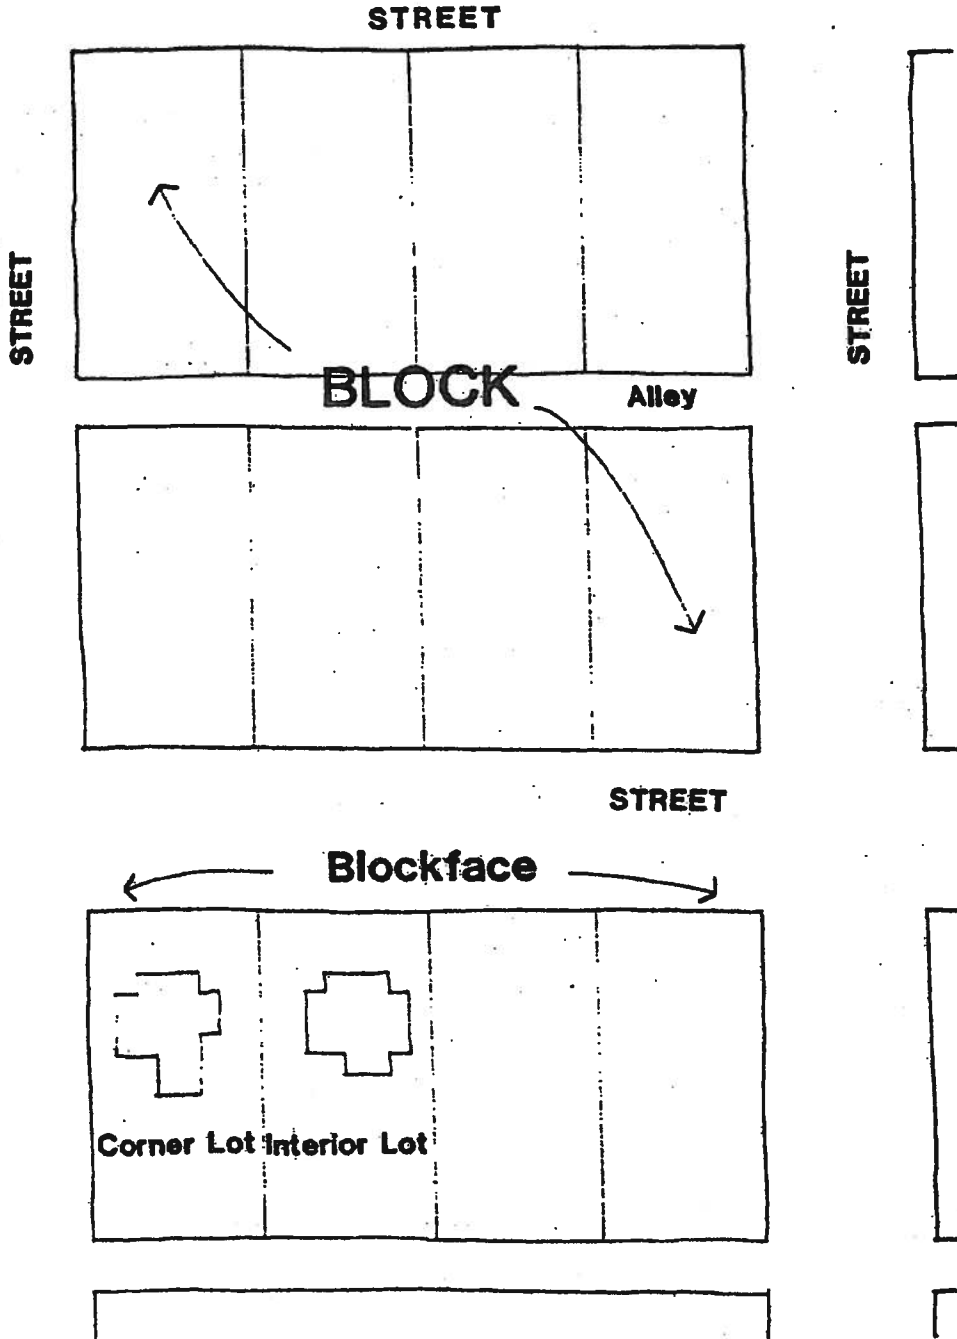 STREET
STREET
STREET
BLOCK
Alley
STREET
Blockface
Corner Lot
Interior Lot